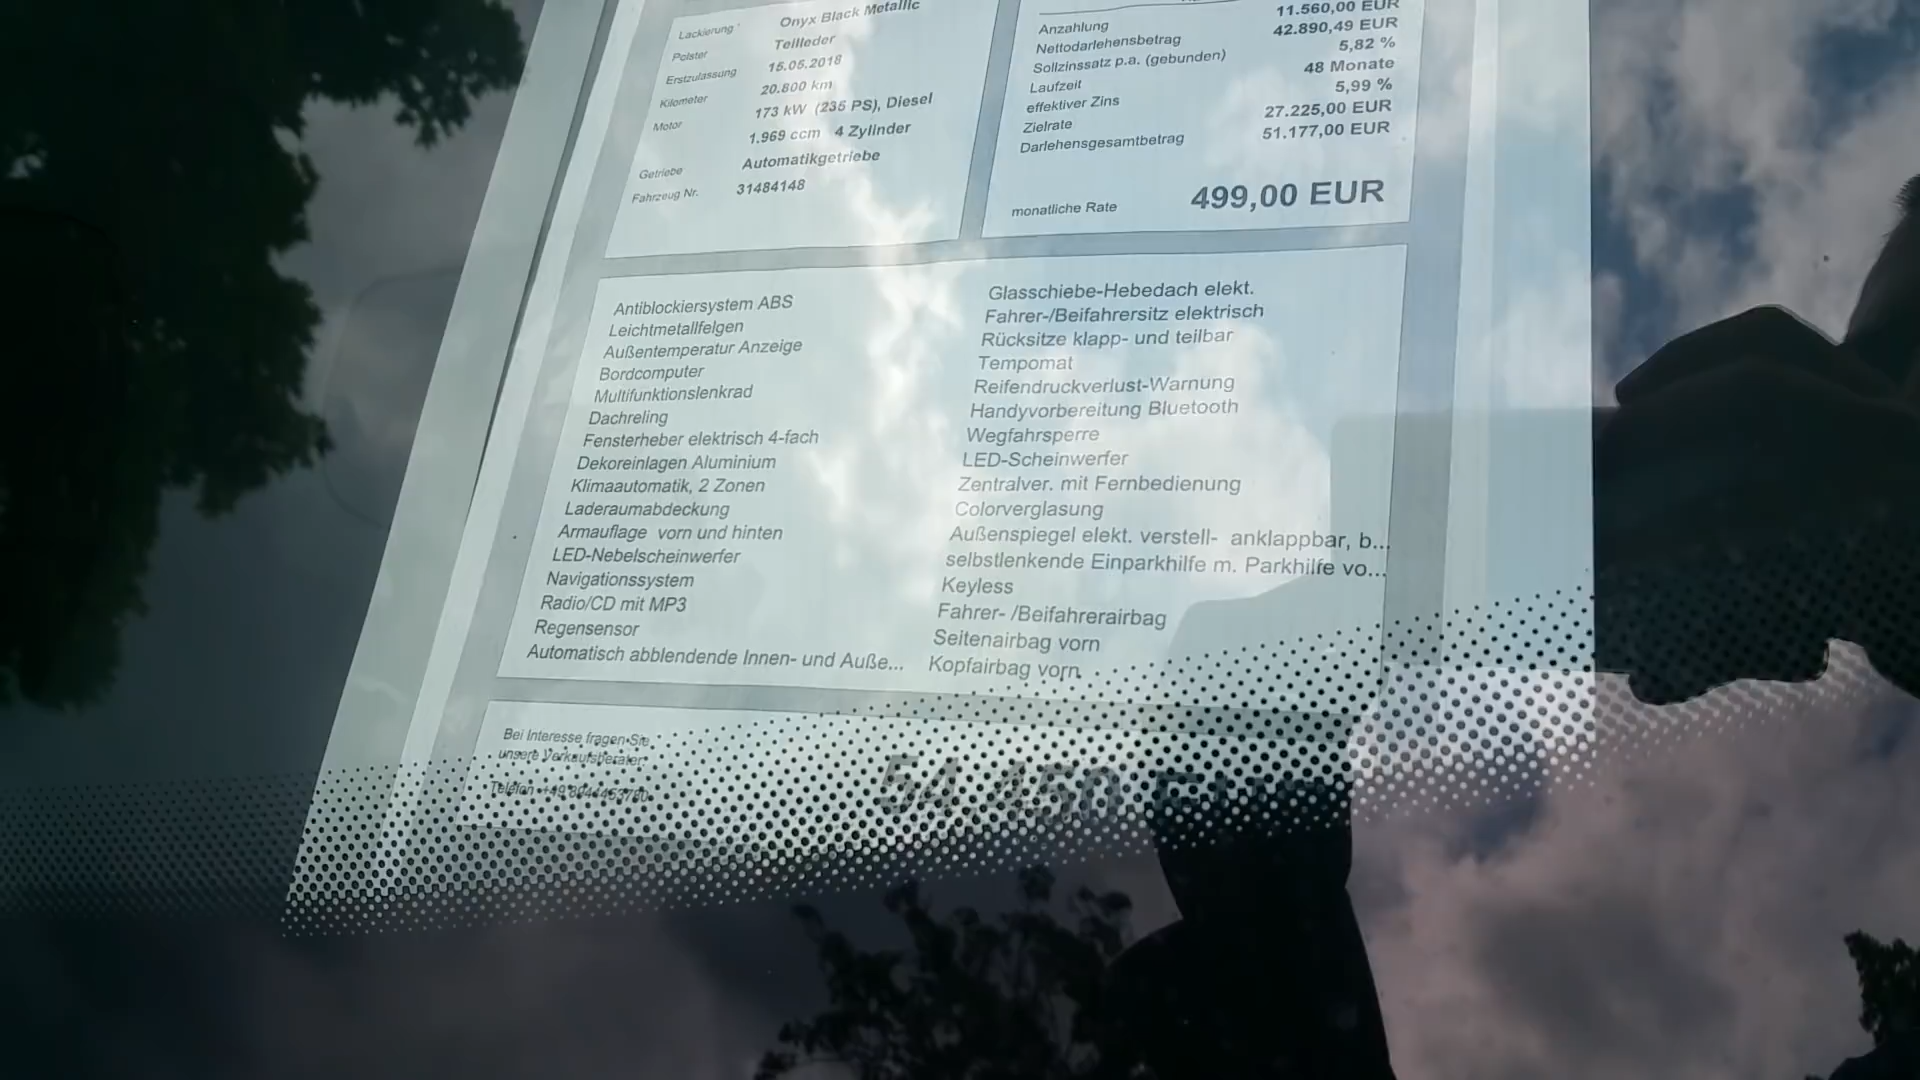 Lackierung Onyx Black Metallic
Polster Teilleder
Erstzulassung 15.05.2018
Kilometer 20.800 km
Motor 173 kW (235 PS), Diesel
1.969 ccm 4 Zylinder
Getriebe Automatikgetriebe
Fahrzeug Nr. 31484148
Anzahlung 11.560,00 EUR
Nettodarlehensbetrag 42.890,49 EUR
Sollzinssatz p.a. (gebunden) 5,82 %
Laufzeit 48 Monate
effektiver Zins 5,99 %
Zielrate 27.225,00 EUR
Darlehensgesamtbetrag 51.177,00 EUR
monatliche Rate 499,00 EUR
Antiblockiersystem ABS
Leichtmetallfelgen
Außentemperatur Anzeige
Bordcomputer
Multifunktionslenkrad
Dachreling
Fensterheber elektrisch 4-fach
Dekoreinlagen Aluminium
Klimaautomatik, 2 Zonen
Laderaumabdeckung
Armauflage vorn und hinten
LED-Nebelscheinwerfer
Navigationssystem
Radio/CD mit MP3
Regensensor
Automatisch abblendende Innen- und Auße...
Glasschiebe-Hebedach elekt.
Fahrer-/Beifahrersitz elektrisch
Rücksitze klapp- und teilbar
Tempomat
Reifendruckverlust-Warnung
Handyvorbereitung Bluetooth
Wegfahrsperre
LED-Scheinwerfer
Zentralver. mit Fernbedienung
Colorverglasung
Außenspiegel elekt. verstell- anklappbar, b...
selbstlenkende Einparkhilfe m. Parkhilfe vo...
Keyless
Fahrer- /Beifahrerairbag
Seitenairbag vorn
Kopfairbag vorn
Bei Interesse fragen Sie
unsere Verkaufsberater:
Telefon
54.450